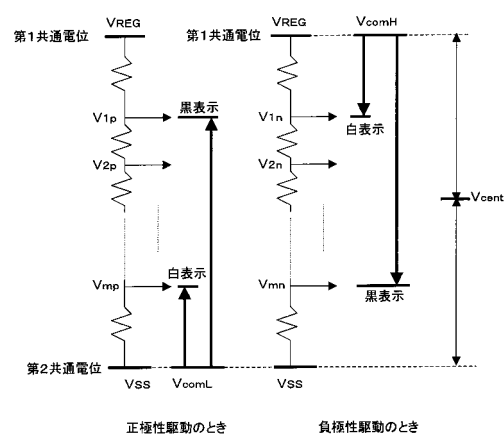 VREG VREG VcomH
第1共通電位 第1共通電位
黒表示
V1p V1n
白表示
V2p V2n
Vcent
白表示
Vmp Vmn
黒表示
第2共通電位
VSS VcomL VSS
正極性駆動のとき 負極性駆動のとき